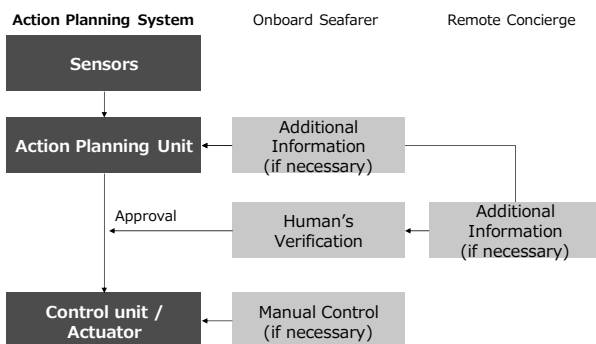 Action Planning System
Onboard Seafarer
Remote Concierge
Sensors
Action Planning Unit
Additional
Information
(if necessary)
Approval
Human's
Verification
Additional
Information
(if necessary)
Control unit /
Actuator
Manual Control
(if necessary)